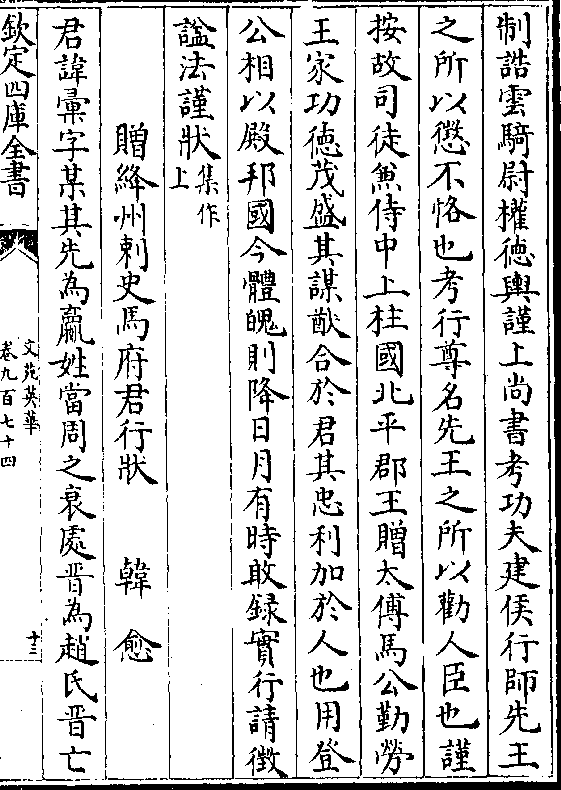 制誥雲騎尉權徳輿謹上尚書考功夫建侯行師先王
之所以懲不恪也考行尊名先王之所以勸人臣也謹
按故司徒兼侍中上柱國北平郡王贈太傅馬公勤勞
王家功徳茂盛其謀猷合於君其忠利加於人也用登
公相以殿邦國今體魄則降日月有時敢録實行請徴
諡法謹狀集作上
贈絳州刺史馬府君行狀 韓愈
君諱彚字某其先為嬴姓當周之衰處晋為趙氏晋亡
欽定四庫全書
文苑英華
卷九百七十四
十三